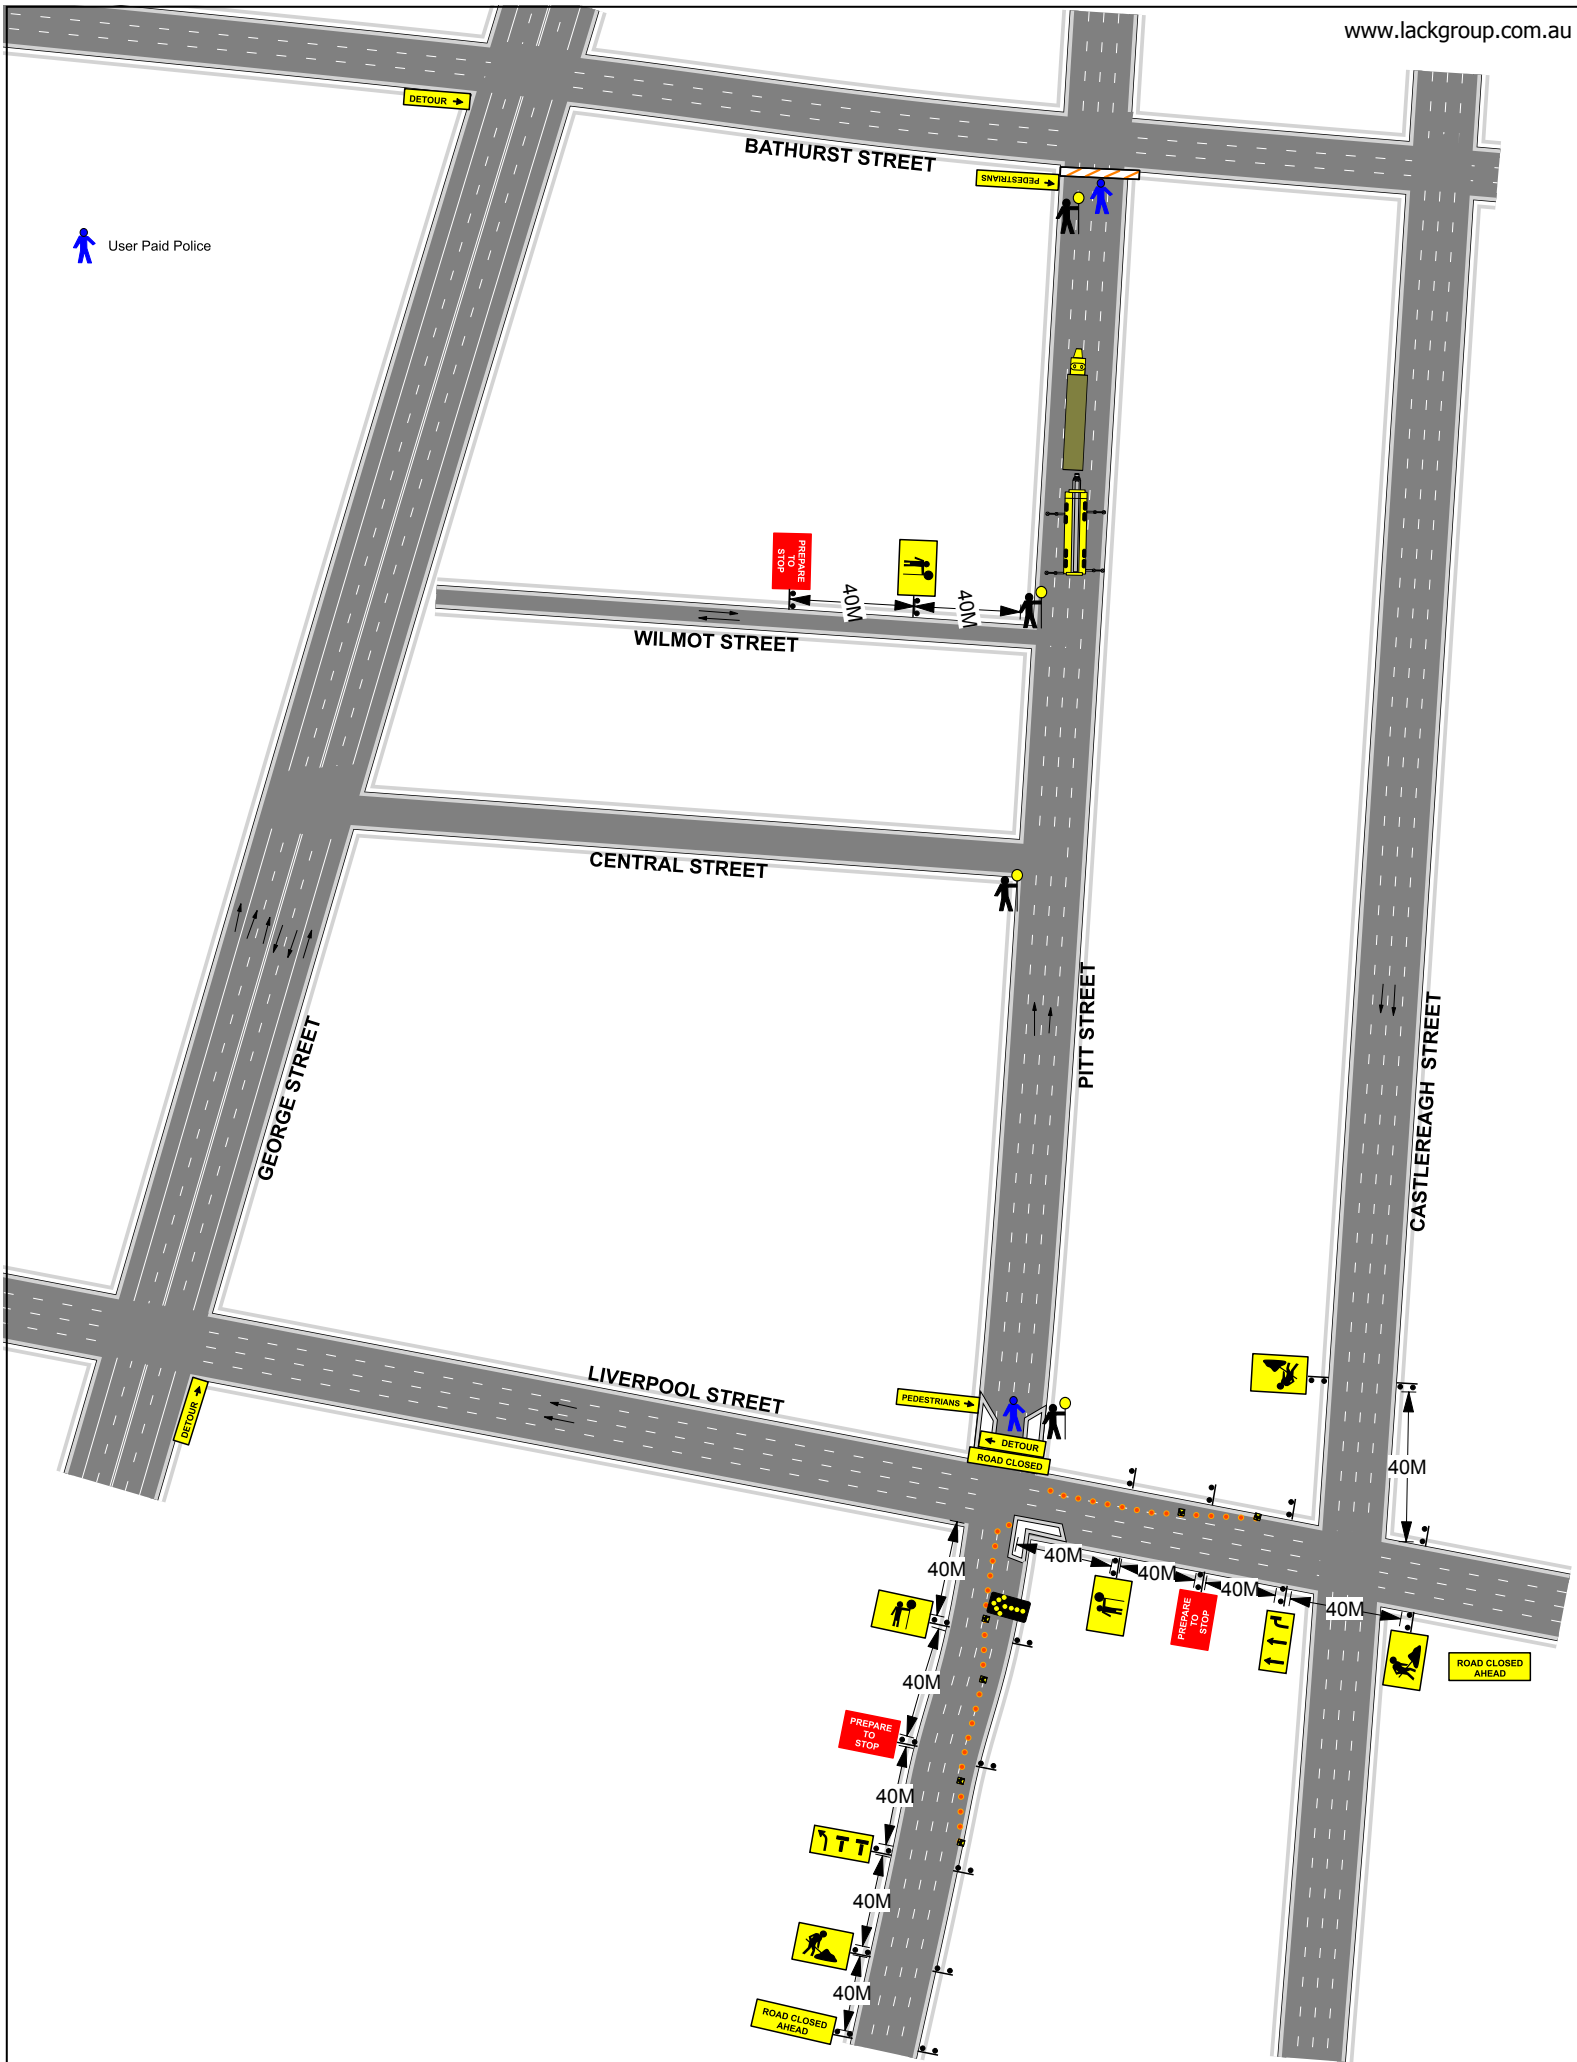 www.lackgroup.com.au
DETOUR
BATHURST STREET
PEDESTRIANS
User Paid Police
PREPARE
TO
STOP
40M
40M
WILMOT STREET
CENTRAL STREET
PITT STREET
CASTLEREAGH STREET
GEORGE STREET
LIVERPOOL STREET
DETOUR
PEDESTRIANS
DETOUR
ROAD CLOSED
40M
40M
40M
40M
40M
40M
PREPARE
TO
STOP
ROAD CLOSED
AHEAD
40M
PREPARE
TO
STOP
40M
40M
40M
ROAD CLOSED
AHEAD